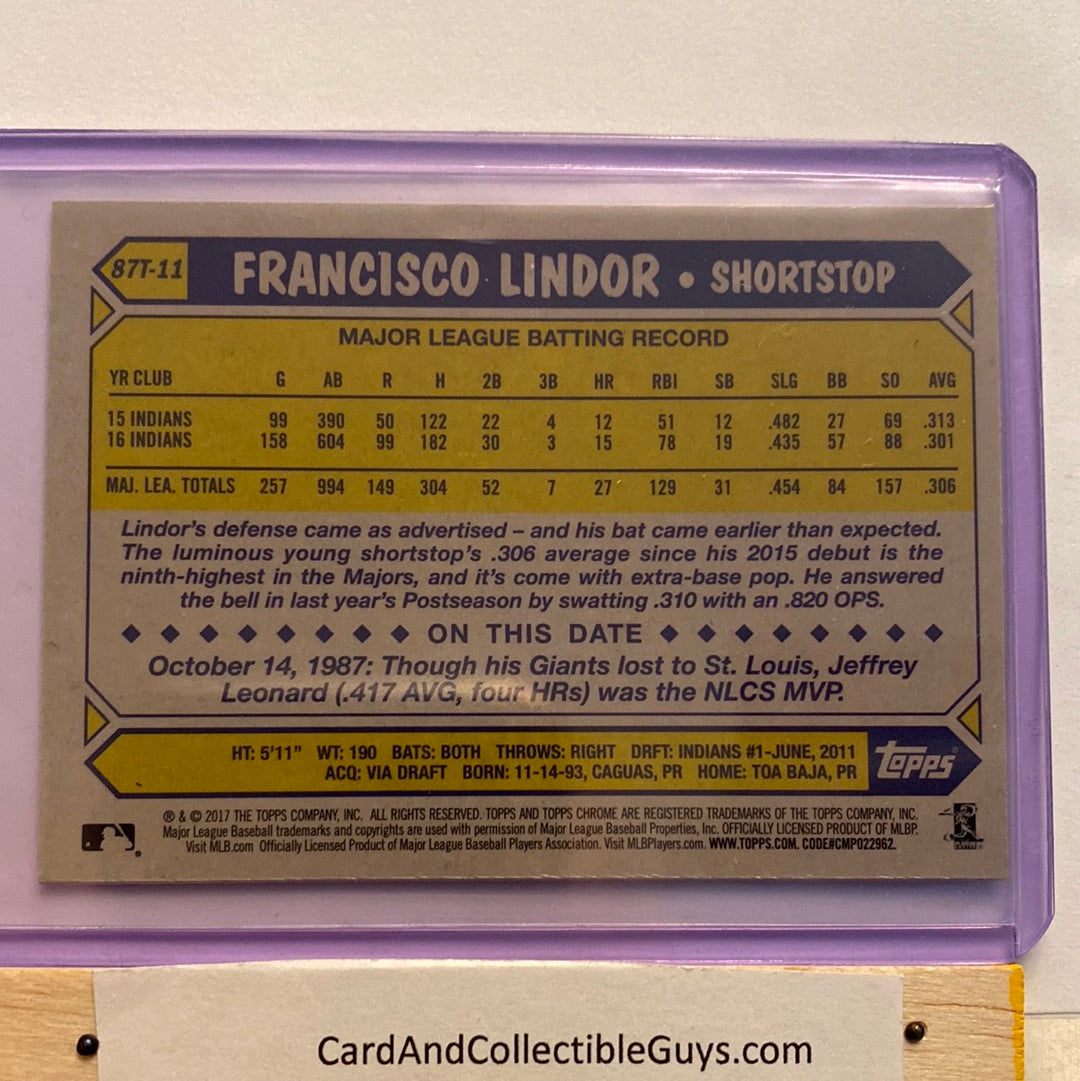 87T-11 FRANCISCO LINDOR • SHORTSTOP
MAJOR LEAGUE BATTING RECORD
YR CLUB G AB R H 2B 3B HR RBI SB SLG BB SO AVG
15 INDIANS 99 390 50 122 22 4 12 51 12 .482 27 69 .313
16 INDIANS 158 604 99 182 30 3 15 78 19 .435 57 88 .301
MAJ. LEA. TOTALS 257 994 149 304 52 7 27 129 31 .454 84 157 .306
Lindor's defense came as advertised – and his bat came earlier than expected.
The luminous young shortstop's .306 average since his 2015 debut is the
ninth-highest in the Majors, and it's come with extra-base pop. He answered
the bell in last year's Postseason by swatting .310 with an .820 OPS.
ON THIS DATE
October 14, 1987: Though his Giants lost to St. Louis, Jeffrey
Leonard (.417 AVG, four HRs) was the NLCS MVP.
HT: 5'11" WT: 190 BATS: BOTH THROWS: RIGHT DRFT: INDIANS #1-JUNE, 2011
ACQ: VIA DRAFT BORN: 11-14-93, CAGUAS, PR HOME: TOA BAJA, PR
topps®
® & © 2017 THE TOPPS COMPANY, INC. ALL RIGHTS RESERVED. TOPPS AND TOPPS CHROME ARE REGISTERED TRADEMARKS OF THE TOPPS COMPANY, INC.
Major League Baseball trademarks and copyrights are used with permission of Major League Baseball Properties, Inc. OFFICIALLY LICENSED PRODUCT OF MLBP.
Visit MLB.com Officially Licensed Product of Major League Baseball Players Association. Visit MLBPlayers.com. WWW.TOPPS.COM. CODE#CMP022962.
CardAndCollectibleGuys.com